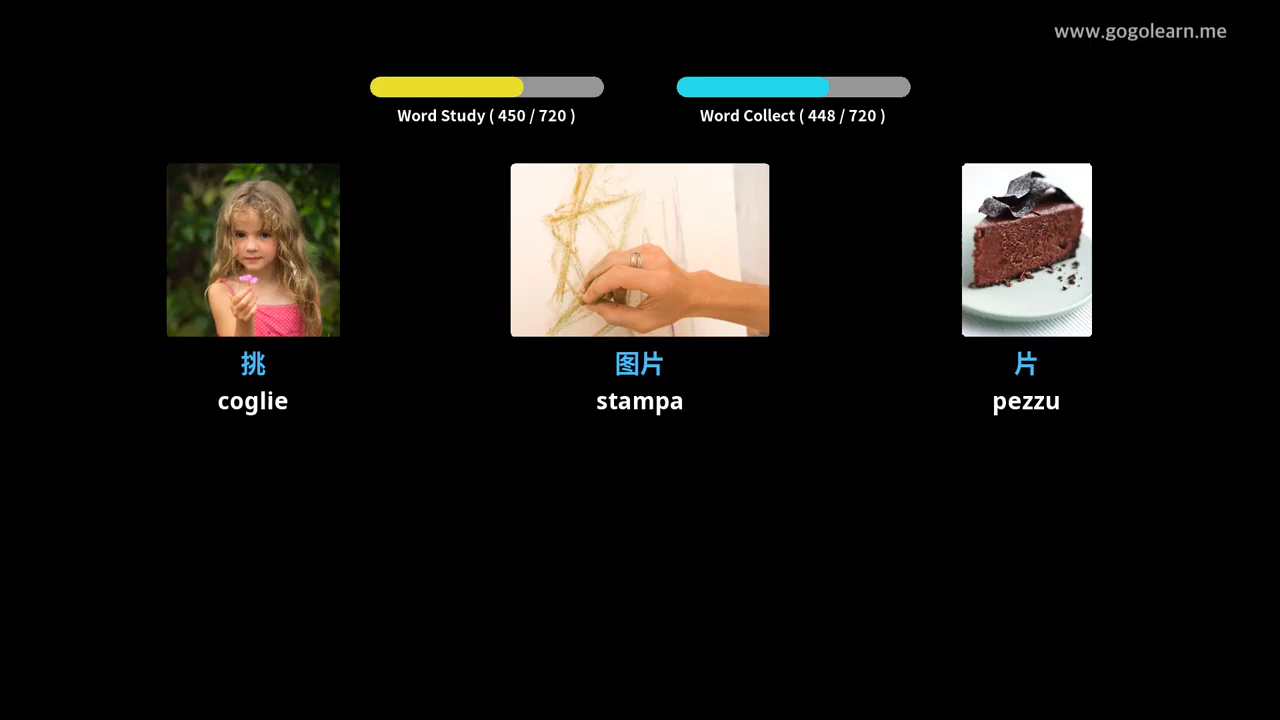 www.gogolearn.me
Word Study ( 450 / 720 )
Word Collect ( 448 / 720 )
挑
图片
片
coglie
stampa
pezzu